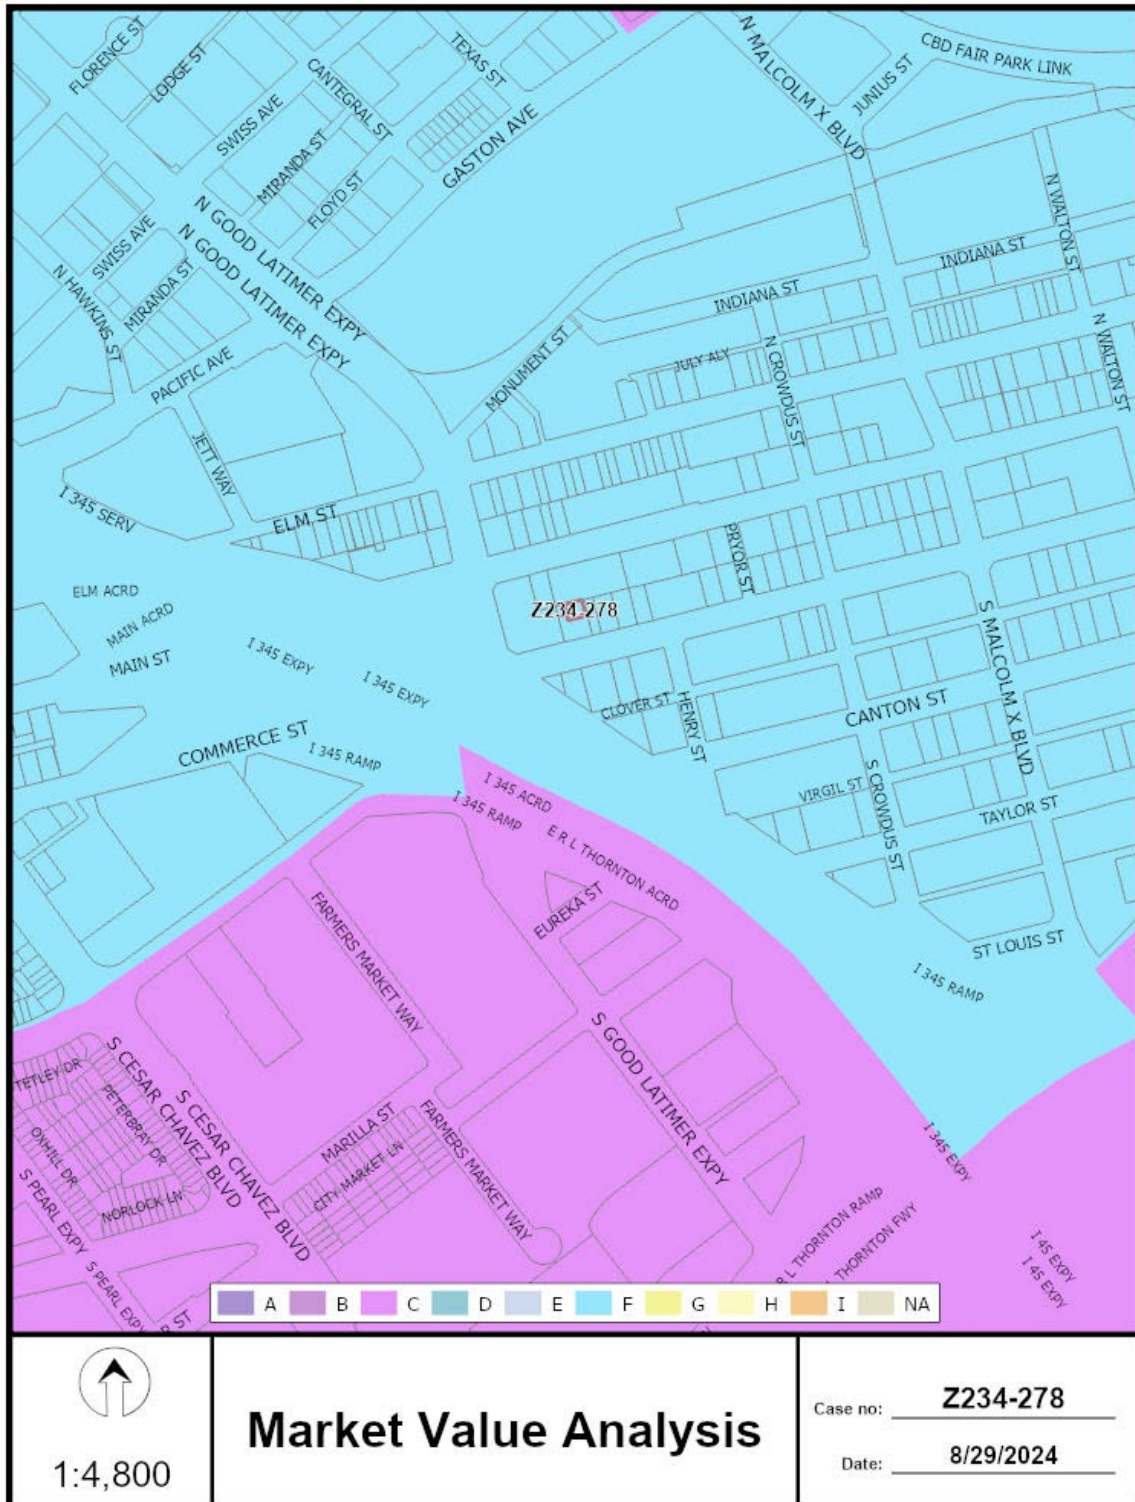 FLORENCE ST
LODGE ST
TEXAS ST
CANTEGRAL ST
N MALCOLM X BLVD
CBD FAIR PARK LINK
JUNIUS ST
SWISS AVE
MIRANDA ST
GASTON AVE
FLOYD ST
N GOOD LATIMER EXPY
N GOOD LATIMER EXPY
SWISS AVE
MIRANDA ST
N HAWKINS ST
N WALTON ST
INDIANA ST
INDIANA ST
PACIFIC AVE
MONUMENT ST
JULY ALY
N CROWDUS ST
N WALTON ST
JETT WAY
I 345 SERV
ELM ST
PRYOR ST
ELM ACRD
MAIN ACRD
MAIN ST
Z234-278
I 345 EXPY
I 345 EXPY
S MALCOLM X BLVD
CLOVER ST
HENRY ST
CANTON ST
COMMERCE ST
I 345 RAMP
VIRGIL ST
S CROWDUS ST
TAYLOR ST
I 345 ACRD
I 345 RAMP
E R L THORNTON ACRD
EUREKA ST
FARMERS MARKET WAY
ST LOUIS ST
I 345 RAMP
S GOOD LATIMER EXPY
TETLEY DR
S CESAR CHAVEZ BLVD
S CESAR CHAVEZ BLVD
PETERBRAY DR
OXHILL DR
MARILLA ST
CITY MARKET LN
FARMERS MARKET WAY
NORLOCK LN
S PEARL EXPY
S PEARL EXPY
I 345 EXPY
R L THORNTON RAMP
THORNTON FWY
I 45 EXPY
I 45 EXPY
ST
A B C D E F G H I NA
1:4,800
Market Value Analysis
Case no: Z234-278
Date: 8/29/2024